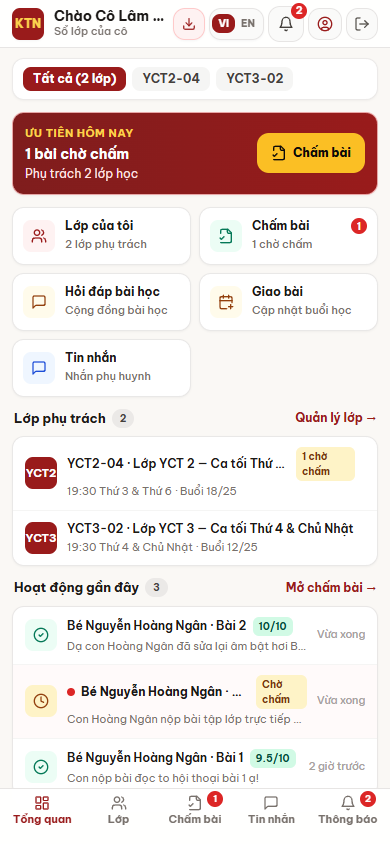 KTN
Chào Cô Lâm ...
Sổ lớp của cô
VI EN
2
Tất cả (2 lớp) YCT2-04 YCT3-02
ƯU TIÊN HÔM NAY
1 bài chờ chấm
Phụ trách 2 lớp học
Chấm bài
Lớp của tôi
2 lớp phụ trách
Chấm bài
1 chờ chấm
1
Hỏi đáp bài học
Cộng đồng bài học
Giao bài
Cập nhật buổi học
Tin nhắn
Nhắn phụ huynh
Lớp phụ trách 2
Quản lý lớp →
YCT2
YCT2-04 · Lớp YCT 2 — Ca tối Thứ ...
1 chờ
chấm
19:30 Thứ 3 & Thứ 6 · Buổi 18/25
YCT3
YCT3-02 · Lớp YCT 3 — Ca tối Thứ 4 & Chủ Nhật
19:30 Thứ 4 & Chủ Nhật · Buổi 12/25
Hoạt động gần đây 3
Mở chấm bài →
Bé Nguyễn Hoàng Ngân · Bài 2 10/10
Vừa xong
Dạ con Hoàng Ngân đã sửa lại âm bật hơi B...
Bé Nguyễn Hoàng Ngân · ...
Chờ
chấm
Vừa xong
Con Hoàng Ngân nộp bài tập lớp trực tiếp ...
Bé Nguyễn Hoàng Ngân · Bài 1 9.5/10
2 giờ trước
Con nộp bài đọc to hội thoại bài 1 ạ!
1
2
Tổng quan Lớp Chấm bài Tin nhắn Thông báo